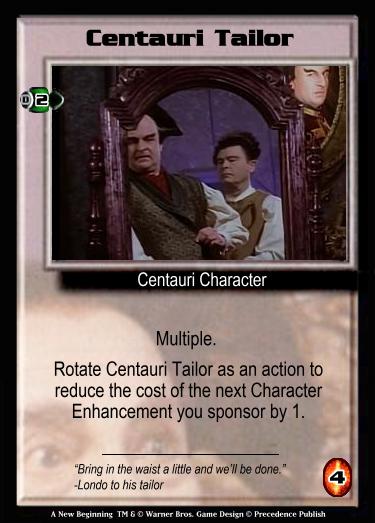 Centauri Tailor
D 2
Centauri Character
Multiple.
Rotate Centauri Tailor as an action to
reduce the cost of the next Character
Enhancement you sponsor by 1.
“Bring in the waist a little and we’ll be done.”
-Londo to his tailor
4
A New Beginning TM & © Warner Bros. Game Design © Precedence Publish